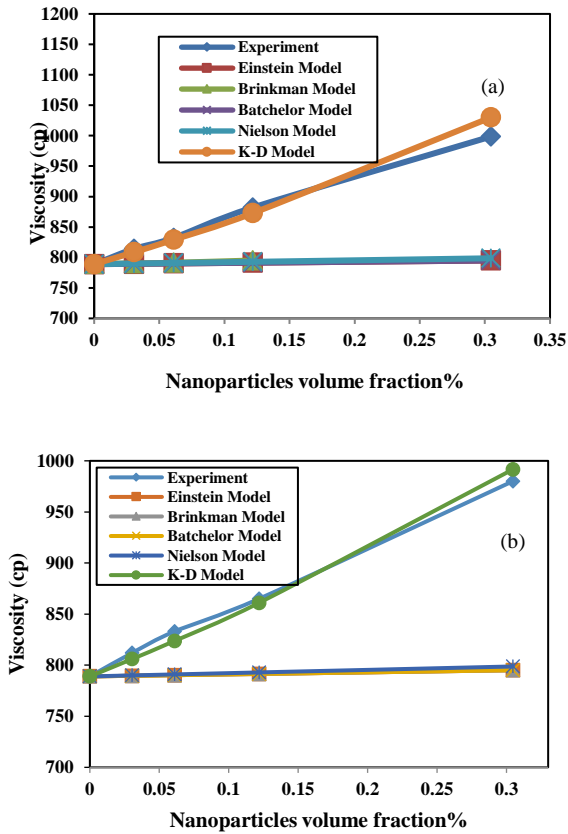 1200
1150
1100
1050
1000
950
900
850
800
750
700
Viscosity (cp)
Experiment
Einstein Model
Brinkman Model
Batchelor Model
Nielson Model
K-D Model
(a)
0 0.05 0.1 0.15 0.2 0.25 0.3 0.35
Nanoparticles volume fraction%
1000
950
900
850
800
750
700
Viscosity (cp)
Experiment
Einstein Model
Brinkman Model
Batchelor Model
Nielson Model
K-D Model
(b)
0 0.05 0.1 0.15 0.2 0.25 0.3
Nanoparticles volume fraction%